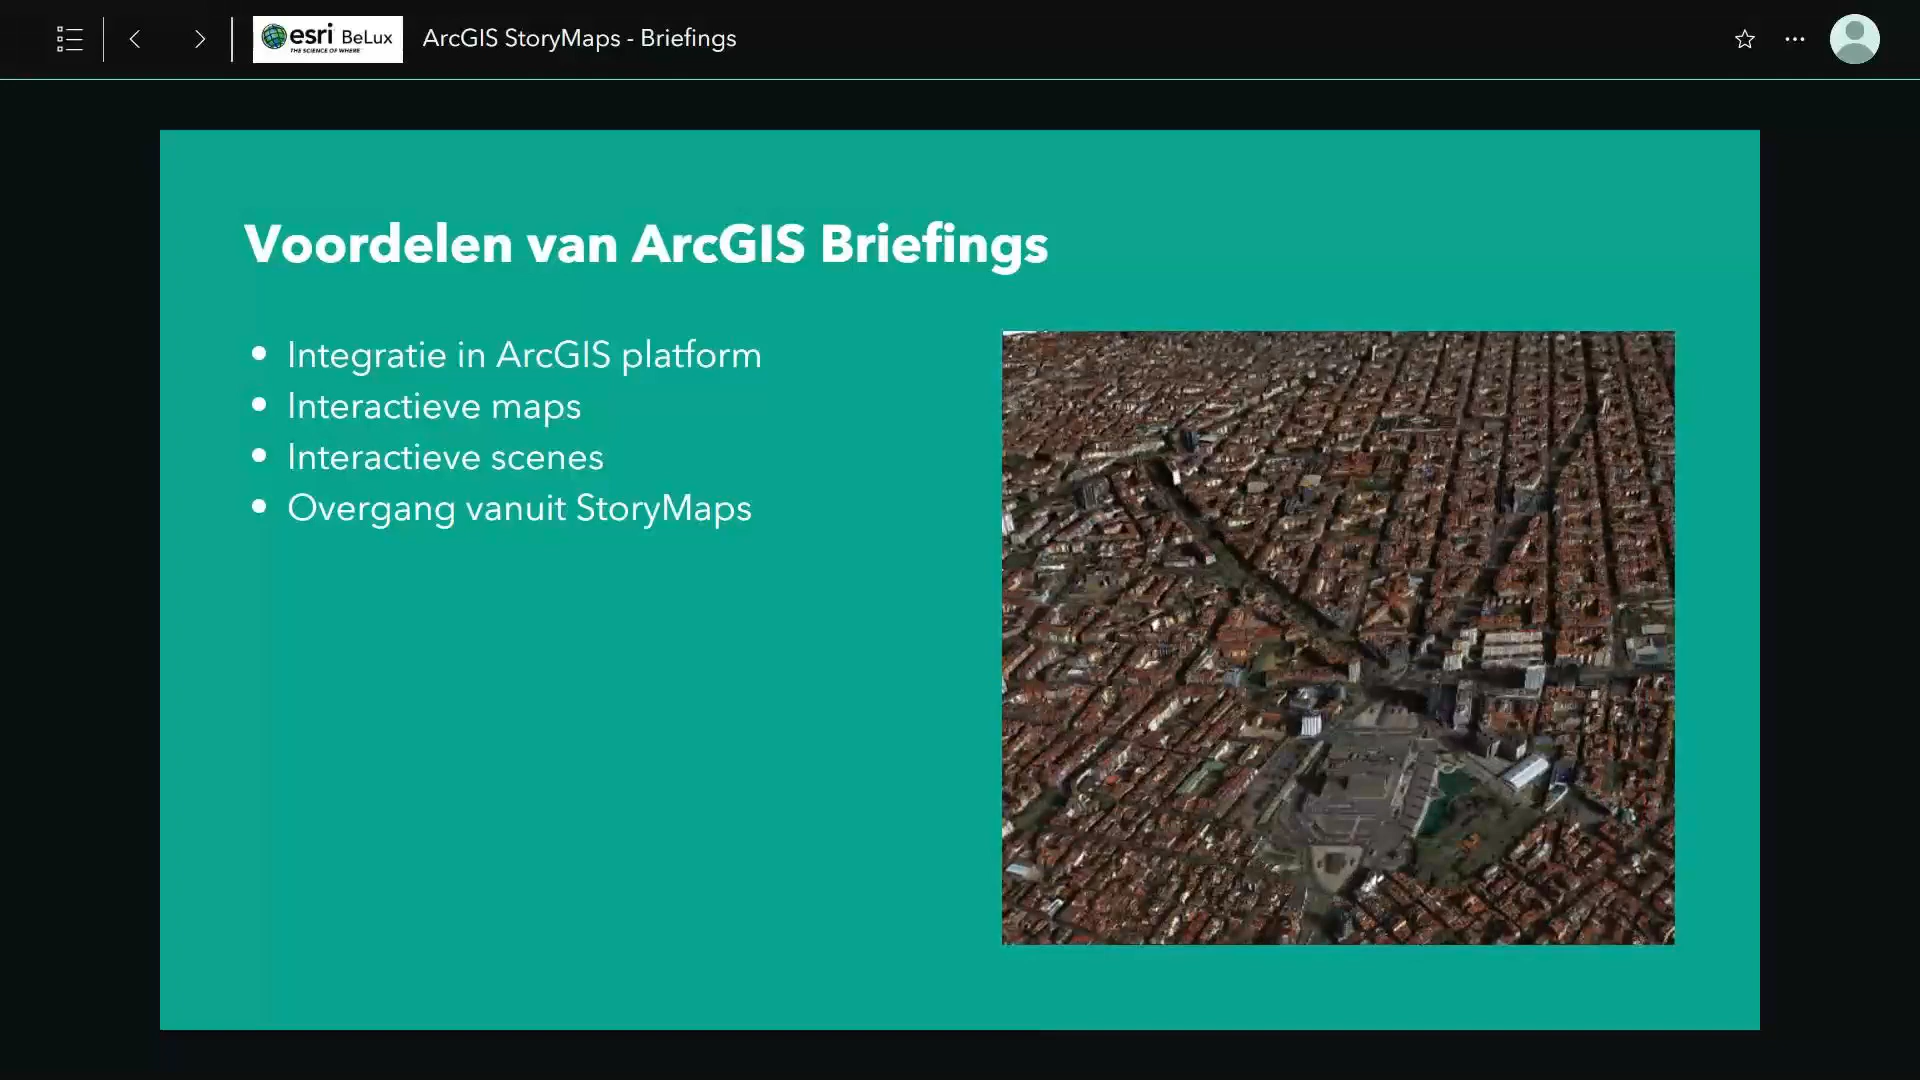 esri BeLux
THE SCIENCE OF WHERE
ArcGIS StoryMaps - Briefings
Voordelen van ArcGIS Briefings
• Integratie in ArcGIS platform
• Interactieve maps
• Interactieve scenes
• Overgang vanuit StoryMaps